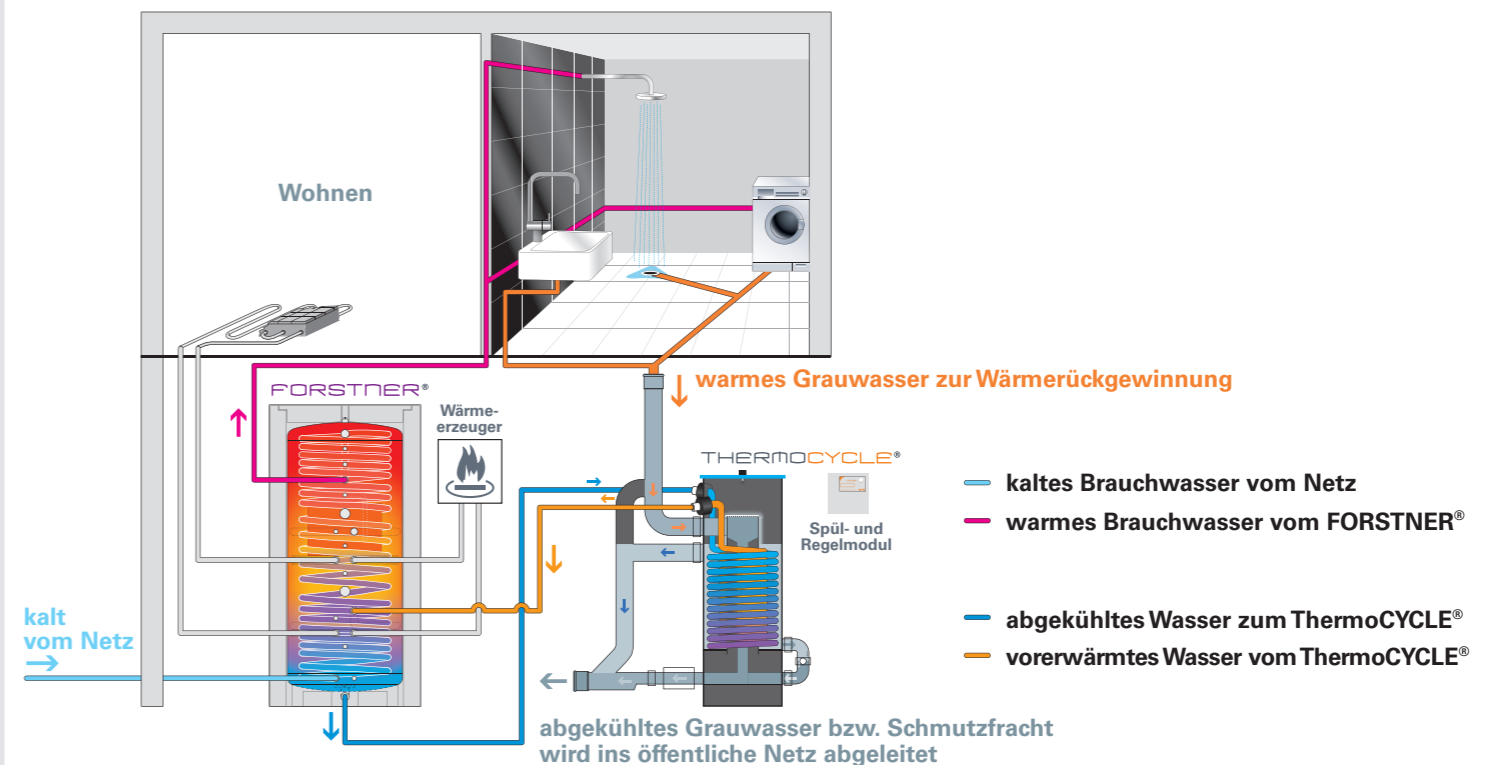 Wohnen
warmes Grauwasser zur Wärmerückgewinnung
FORSTNER®
Wärme-
erzeuger
THERMOCYCLE®
Spül- und
Regelmodul
kaltes Brauchwasser vom Netz
warmes Brauchwasser vom FORSTNER®
kalt
vom Netz
abgekühltes Wasser zum ThermoCYCLE®
vorerwärmtes Wasser vom ThermoCYCLE®
abgekühltes Grauwasser bzw. Schmutzfracht
wird ins öffentliche Netz abgeleitet